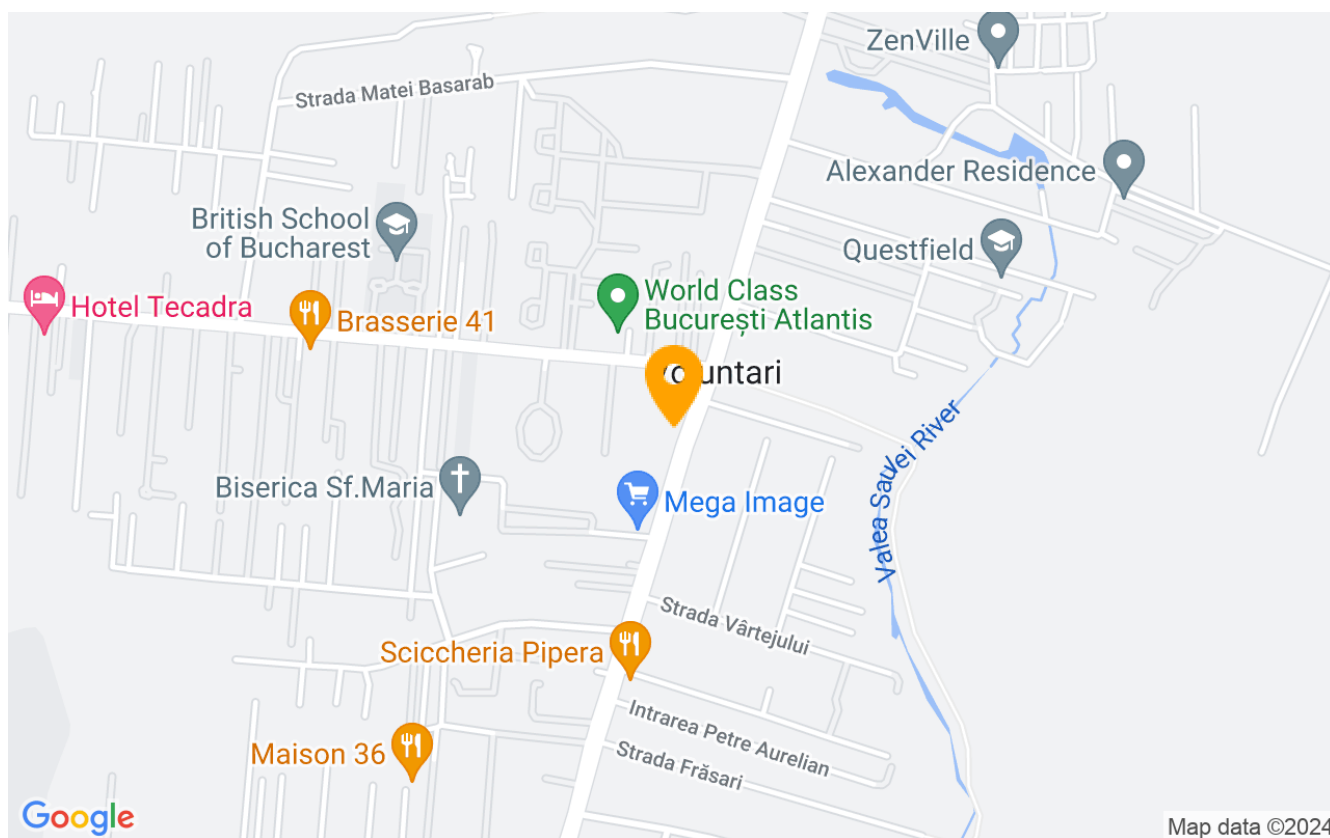 ZenVille
Strada Matei Basarab
Alexander Residence
British School
of Bucharest
Questfield
Hotel Tecadra
World Class
București Atlantis
Brasserie 41
Valea Saulei River
Biserica Sf.Maria
Mega Image
Strada Vârtejului
Sciccheria Pipera
Intrarea Petre Aurelian
Maison 36
Strada Frăsari
Google
Map data ©2024